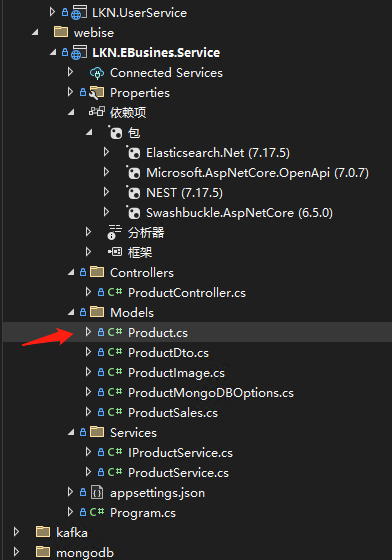 LKN.UserService
webise
LKN.EBusines.Service
Connected Services
Properties
依赖项
包
Elasticsearch.Net (7.17.5)
Microsoft.AspNetCore.OpenApi (7.0.7)
NEST (7.17.5)
Swashbuckle.AspNetCore (6.5.0)
分析器
框架
Controllers
C# ProductController.cs
Models
C# Product.cs
C# ProductDto.cs
C# ProductImage.cs
C# ProductMongoDBOptions.cs
C# ProductSales.cs
Services
C# IProductService.cs
C# ProductService.cs
appsettings.json
C# Program.cs
kafka
mongodb